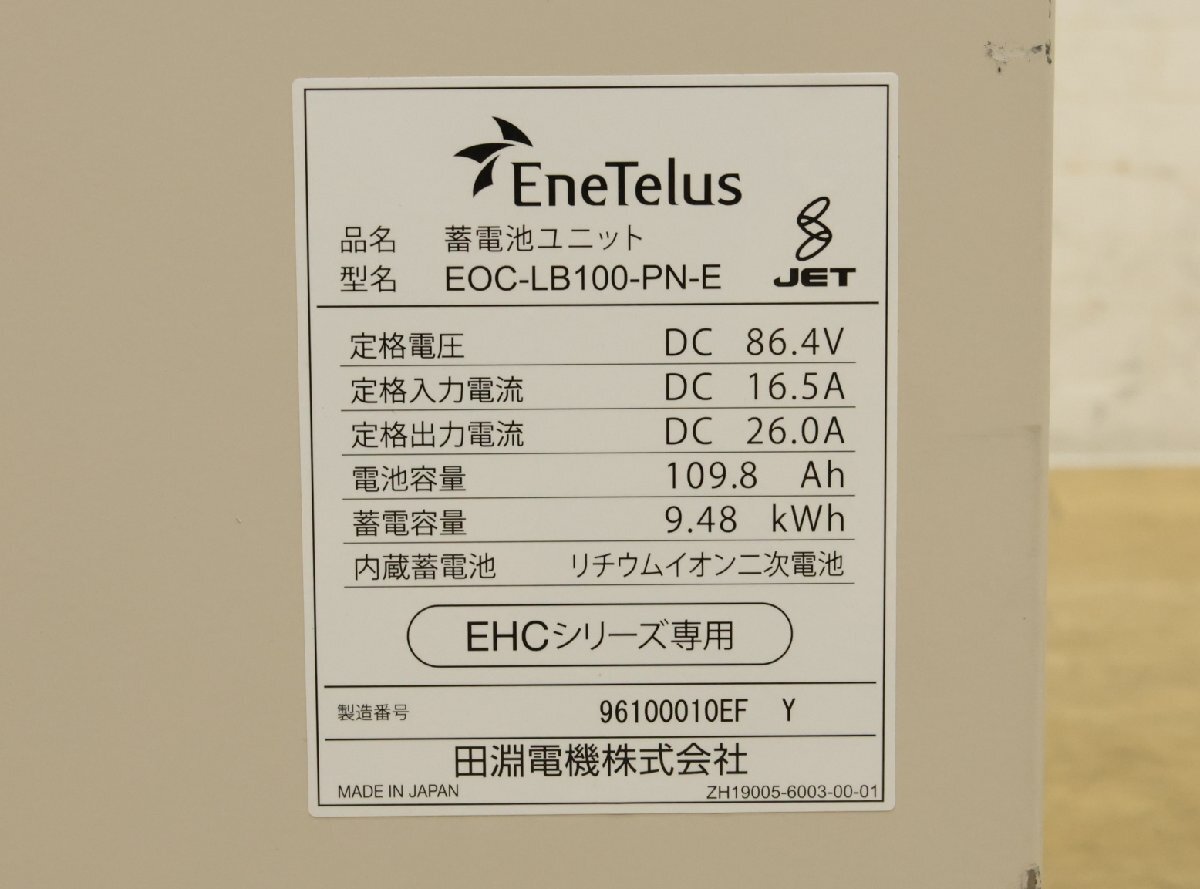 EneTelus
品名 蓄電池ユニット
型名 EOC-LB100-PN-E
JET
定格電圧 DC 86.4V
定格入力電流 DC 16.5A
定格出力電流 DC 26.0A
電池容量 109.8 Ah
蓄電容量 9.48 kWh
内蔵蓄電池 リチウムイオン二次電池
EHCシリーズ専用
製造番号 96100010EF Y
田淵電機株式会社
MADE IN JAPAN ZH19005-6003-00-01